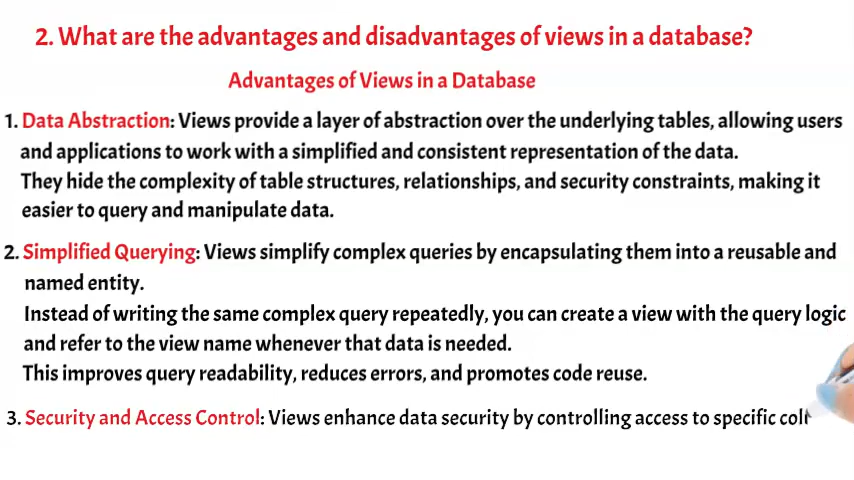 2. What are the advantages and disadvantages of views in a database?
Advantages of Views in a Database
1. Data Abstraction: Views provide a layer of abstraction over the underlying tables, allowing users
and applications to work with a simplified and consistent representation of the data.
They hide the complexity of table structures, relationships, and security constraints, making it
easier to query and manipulate data.
2. Simplified Querying: Views simplify complex queries by encapsulating them into a reusable and
named entity.
Instead of writing the same complex query repeatedly, you can create a view with the query logic
and refer to the view name whenever that data is needed.
This improves query readability, reduces errors, and promotes code reuse.
3. Security and Access Control: Views enhance data security by controlling access to specific